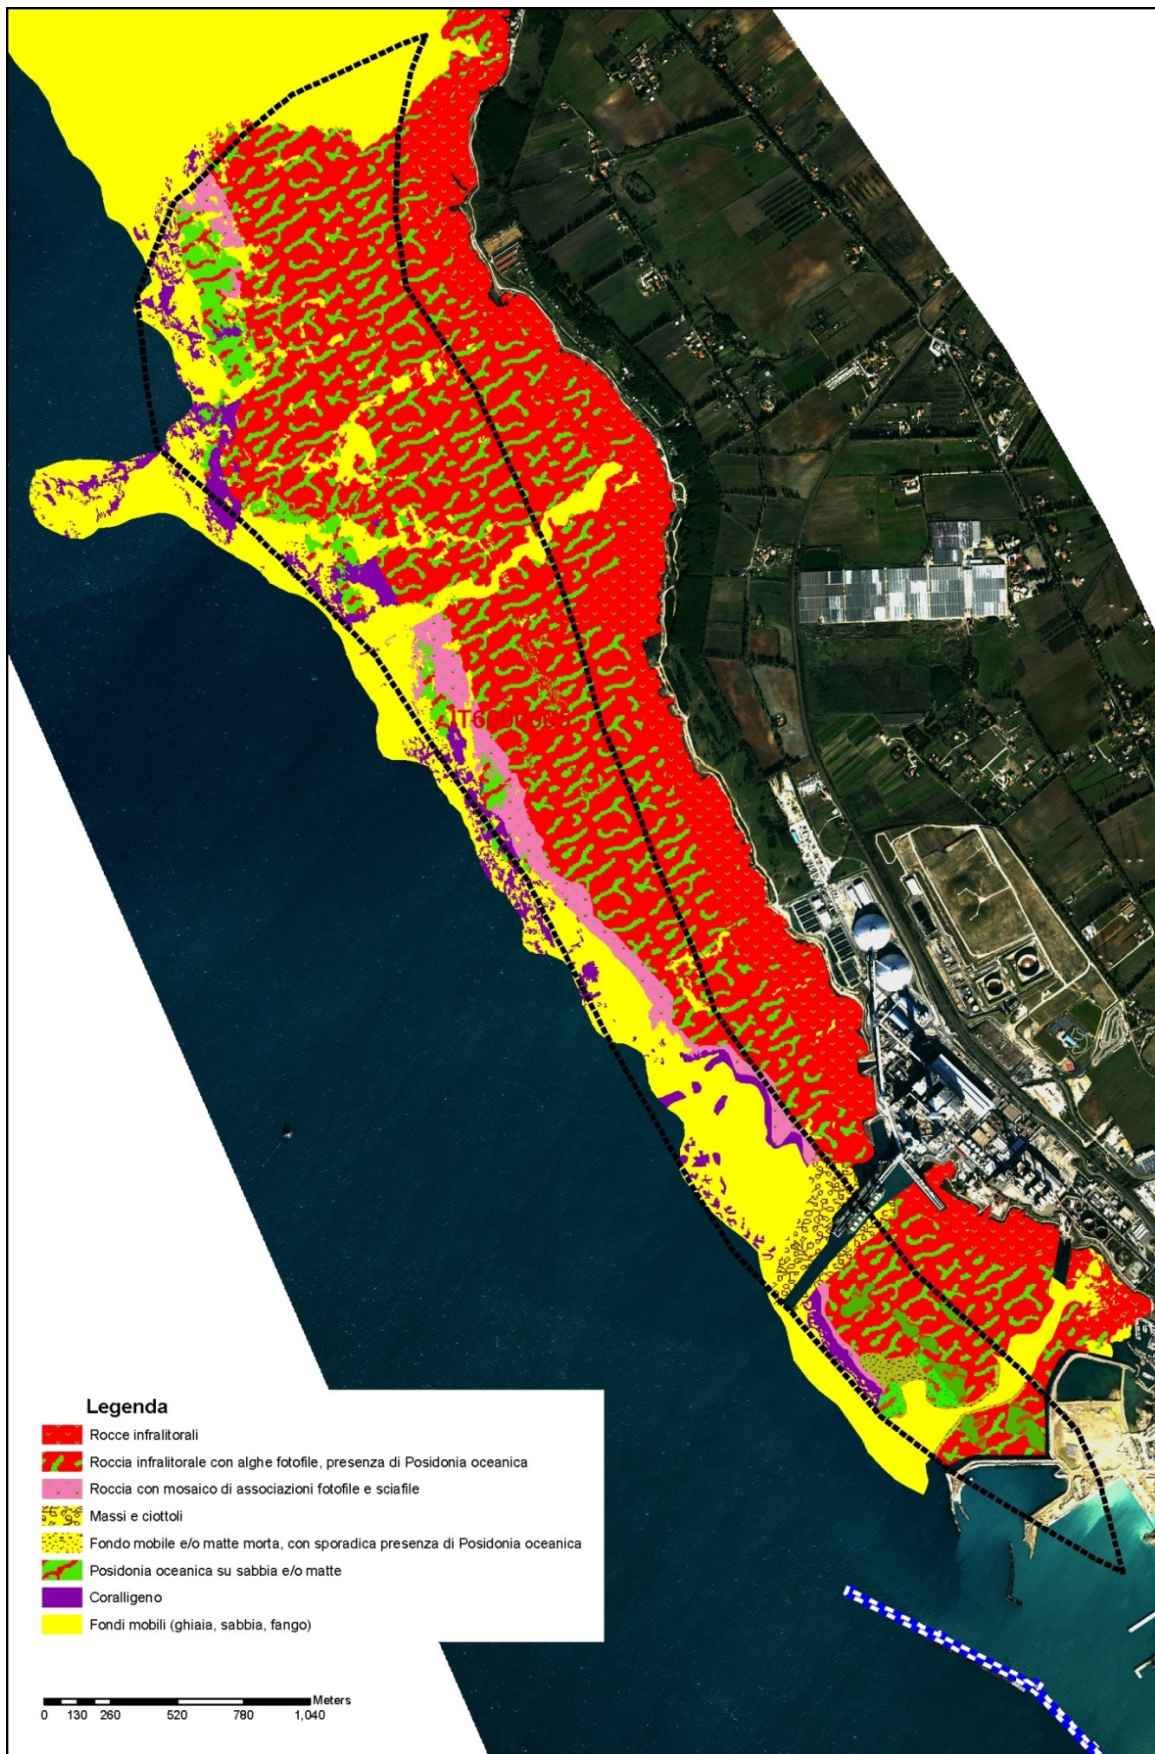 Legenda
Rocce infralitorali
Roccia infralitorale con alghe fotofile, presenza di Posidonia oceanica
Roccia con mosaico di associazioni fotofile e sciafile
Massi e ciottoli
Fondo mobile e/o matte morta, con sporadica presenza di Posidonia oceanica
Posidonia oceanica su sabbia e/o matte
Coralligeno
Fondi mobili (ghiaia, sabbia, fango)
Meters
0 130 260 520 780 1,040